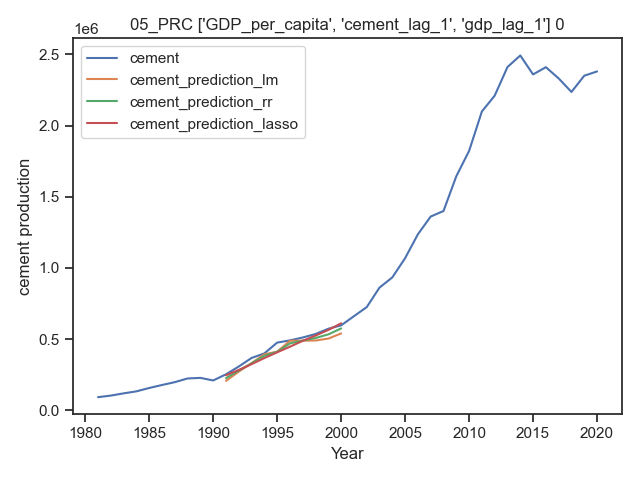 05_PRC ['GDP_per_capita', 'cement_lag_1', 'gdp_lag_1'] 0
1e6
cement
cement_prediction_lm
cement_prediction_rr
cement_prediction_lasso
2.5
2.0
1.5
1.0
0.5
0.0
cement production
1980 1985 1990 1995 2000 2005 2010 2015 2020
Year